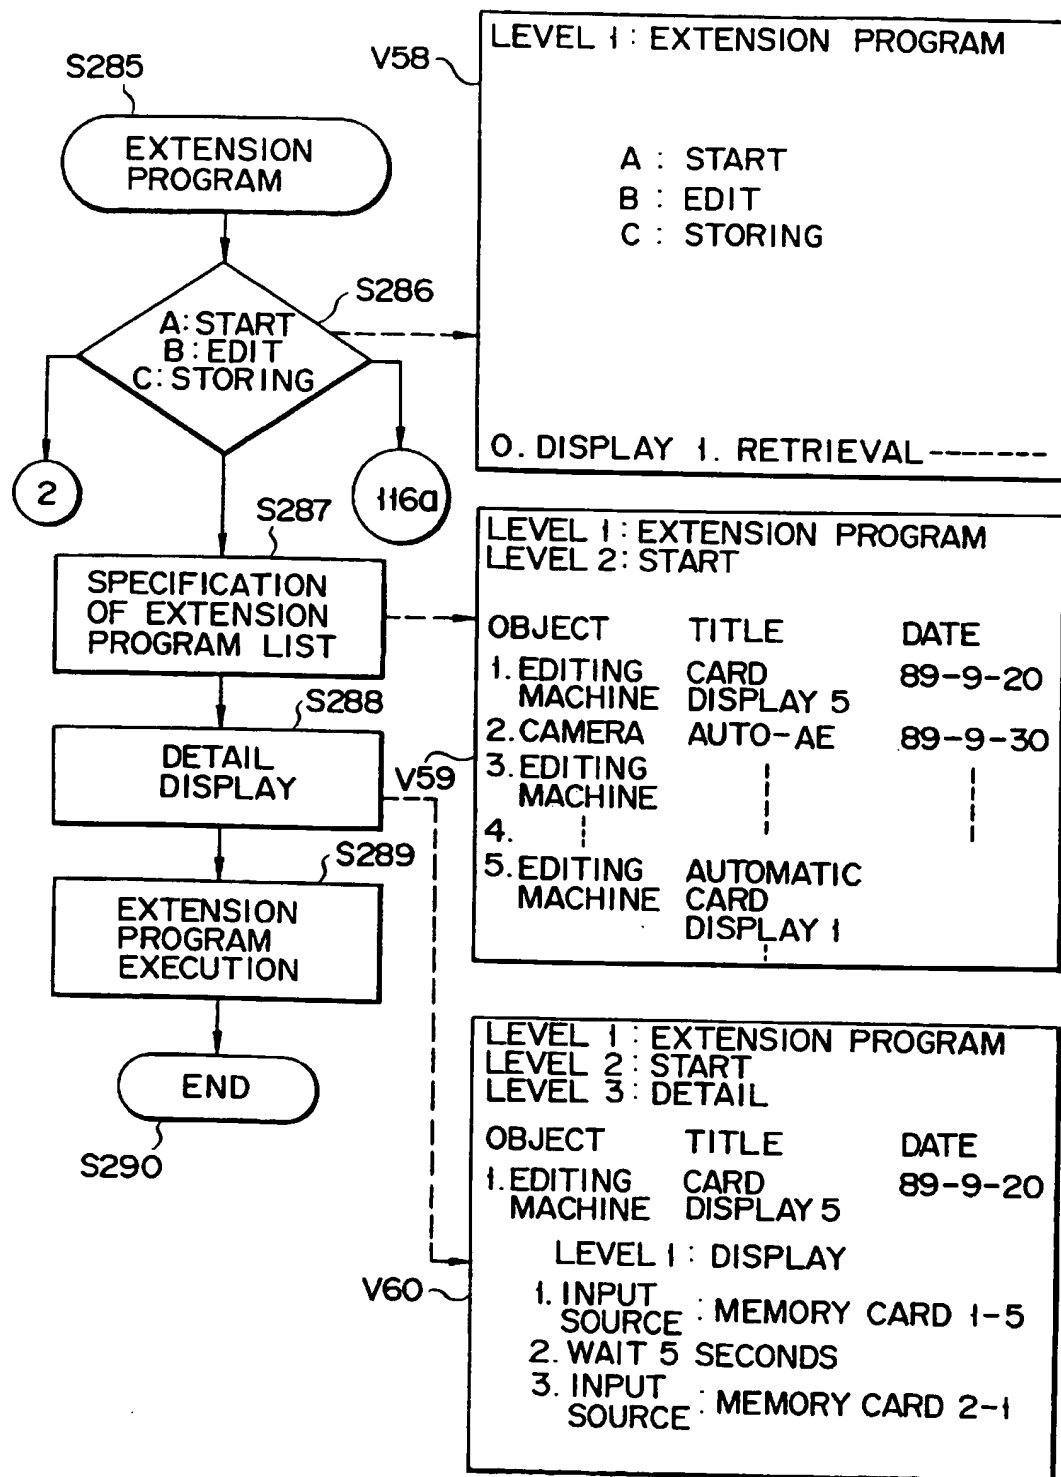 S285
EXTENSION
PROGRAM
S286
A: START
B: EDIT
C: STORING
2
116a
S287
SPECIFICATION
OF EXTENSION
PROGRAM LIST
S288
DETAIL
DISPLAY
S289
EXTENSION
PROGRAM
EXECUTION
END
S290
V58
LEVEL 1: EXTENSION PROGRAM
A : START
B : EDIT
C : STORING
0. DISPLAY 1. RETRIEVAL-------
V59
LEVEL 1: EXTENSION PROGRAM
LEVEL 2: START
OBJECT TITLE DATE
1. EDITING CARD 89-9-20
MACHINE DISPLAY 5
2. CAMERA AUTO-AE 89-9-30
3. EDITING
MACHINE
4.
5. EDITING AUTOMATIC
MACHINE CARD
DISPLAY 1
V60
LEVEL 1: EXTENSION PROGRAM
LEVEL 2: START
LEVEL 3: DETAIL
OBJECT TITLE DATE
1. EDITING CARD 89-9-20
MACHINE DISPLAY 5
LEVEL 1: DISPLAY
1. INPUT
SOURCE : MEMORY CARD 1-5
2. WAIT 5 SECONDS
3. INPUT
SOURCE : MEMORY CARD 2-1